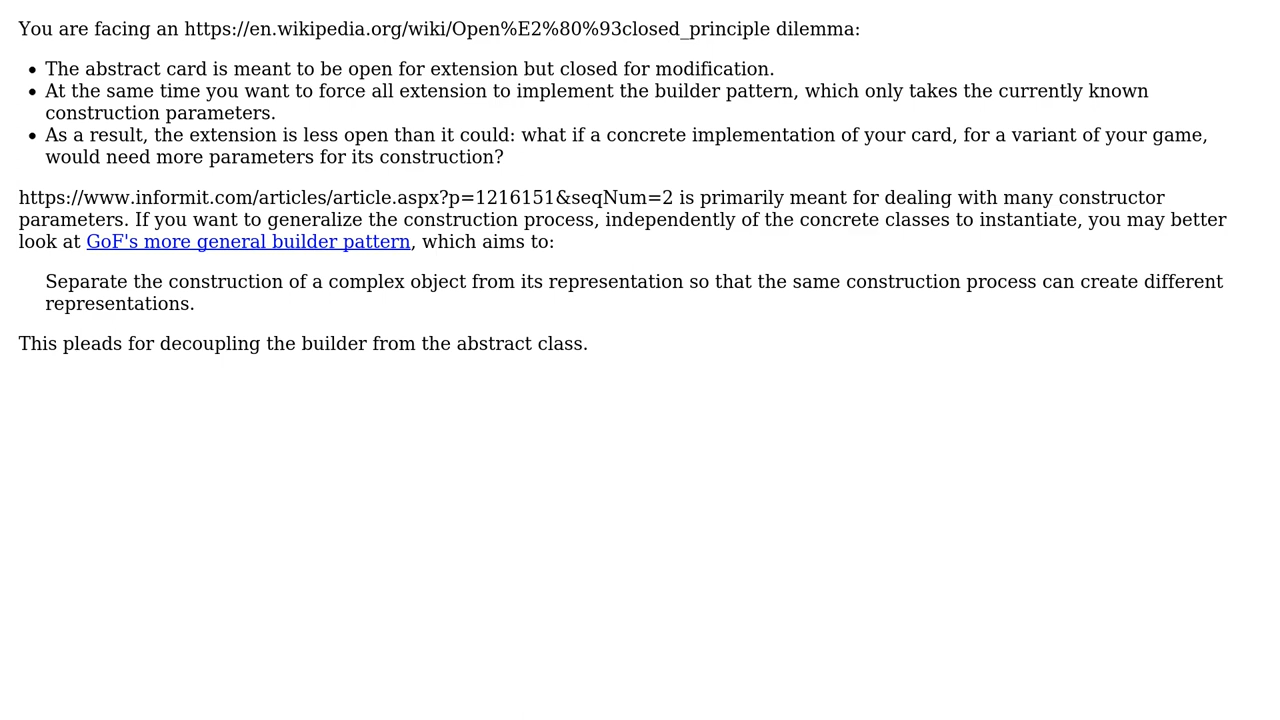 You are facing an https://en.wikipedia.org/wiki/Open%E2%80%93closed_principle dilemma:
• The abstract card is meant to be open for extension but closed for modification.
• At the same time you want to force all extension to implement the builder pattern, which only takes the currently known
construction parameters.
• As a result, the extension is less open than it could: what if a concrete implementation of your card, for a variant of your game,
would need more parameters for its construction?
https://www.informit.com/articles/article.aspx?p=1216151&seqNum=2 is primarily meant for dealing with many constructor
parameters. If you want to generalize the construction process, independently of the concrete classes to instantiate, you may better
look at GoF's more general builder pattern, which aims to:
Separate the construction of a complex object from its representation so that the same construction process can create different
representations.
This pleads for decoupling the builder from the abstract class.